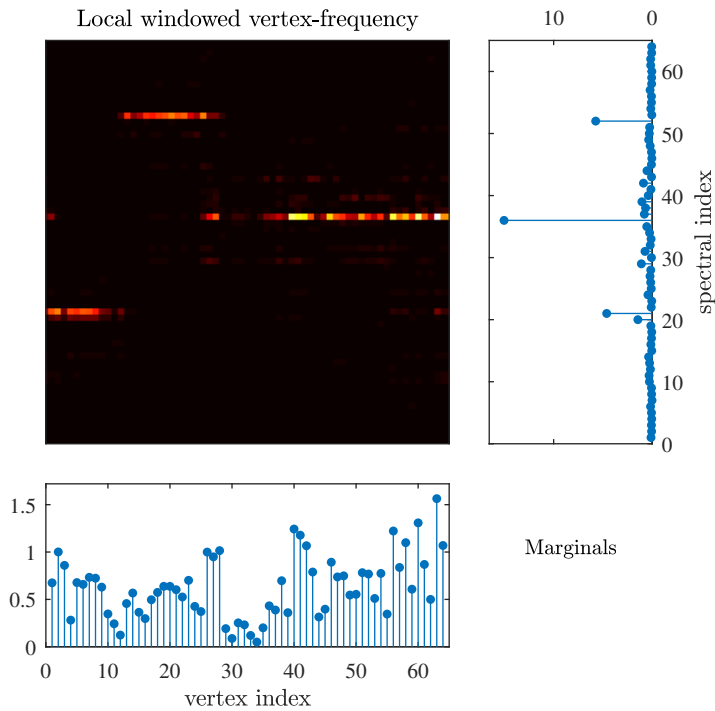 Local windowed vertex-frequency
10 0
60
50
40
30
20
10
0
spectral index
1.5
1
0.5
0
0 10 20 30 40 50 60
vertex index
Marginals